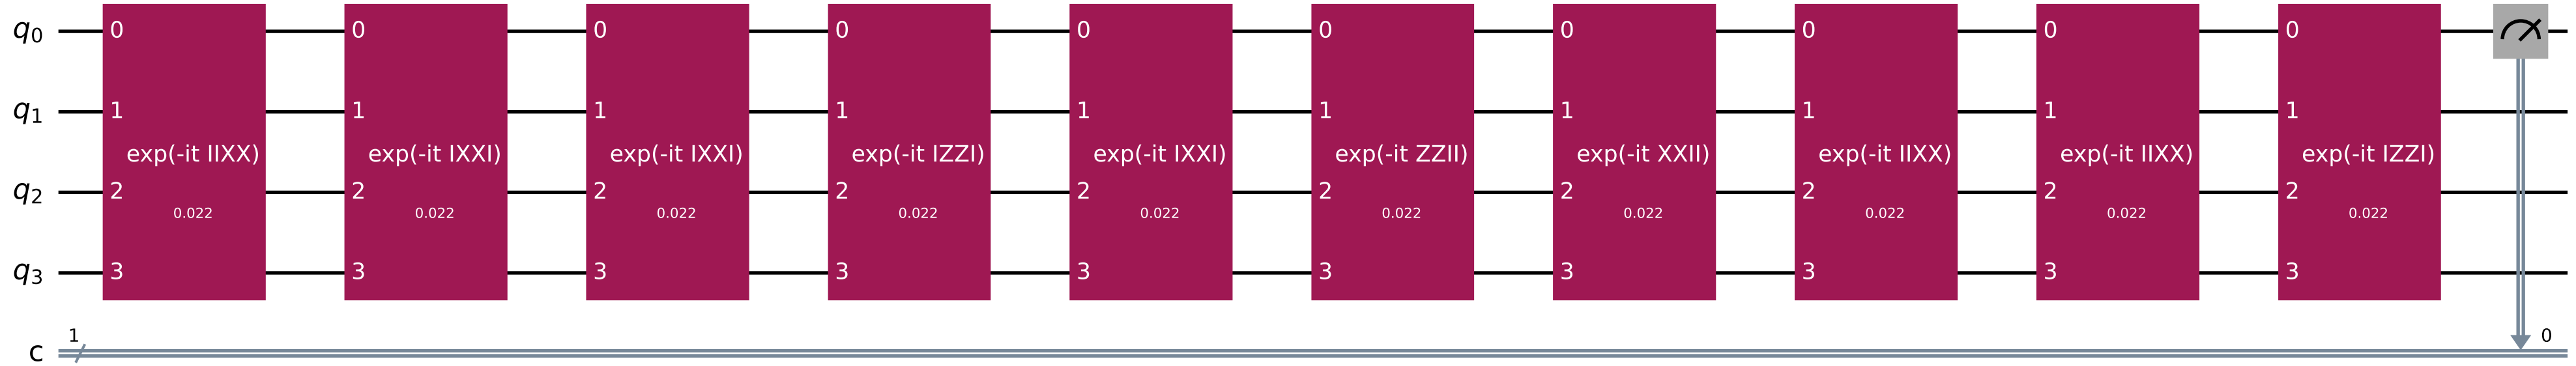 q0 0 0 0 0 0 0 0 0 0 0
q1 1 1 1 1 1 1 1 1 1 1
exp(-it IIXX) exp(-it IXXI) exp(-it IXXI) exp(-it IZZI) exp(-it IXXI) exp(-it ZZII) exp(-it XXII) exp(-it IIXX) exp(-it IIXX) exp(-it IZZI)
q2 2 2 2 2 2 2 2 2 2 2
0.022 0.022 0.022 0.022 0.022 0.022 0.022 0.022 0.022 0.022
q3 3 3 3 3 3 3 3 3 3 3
1 0
c